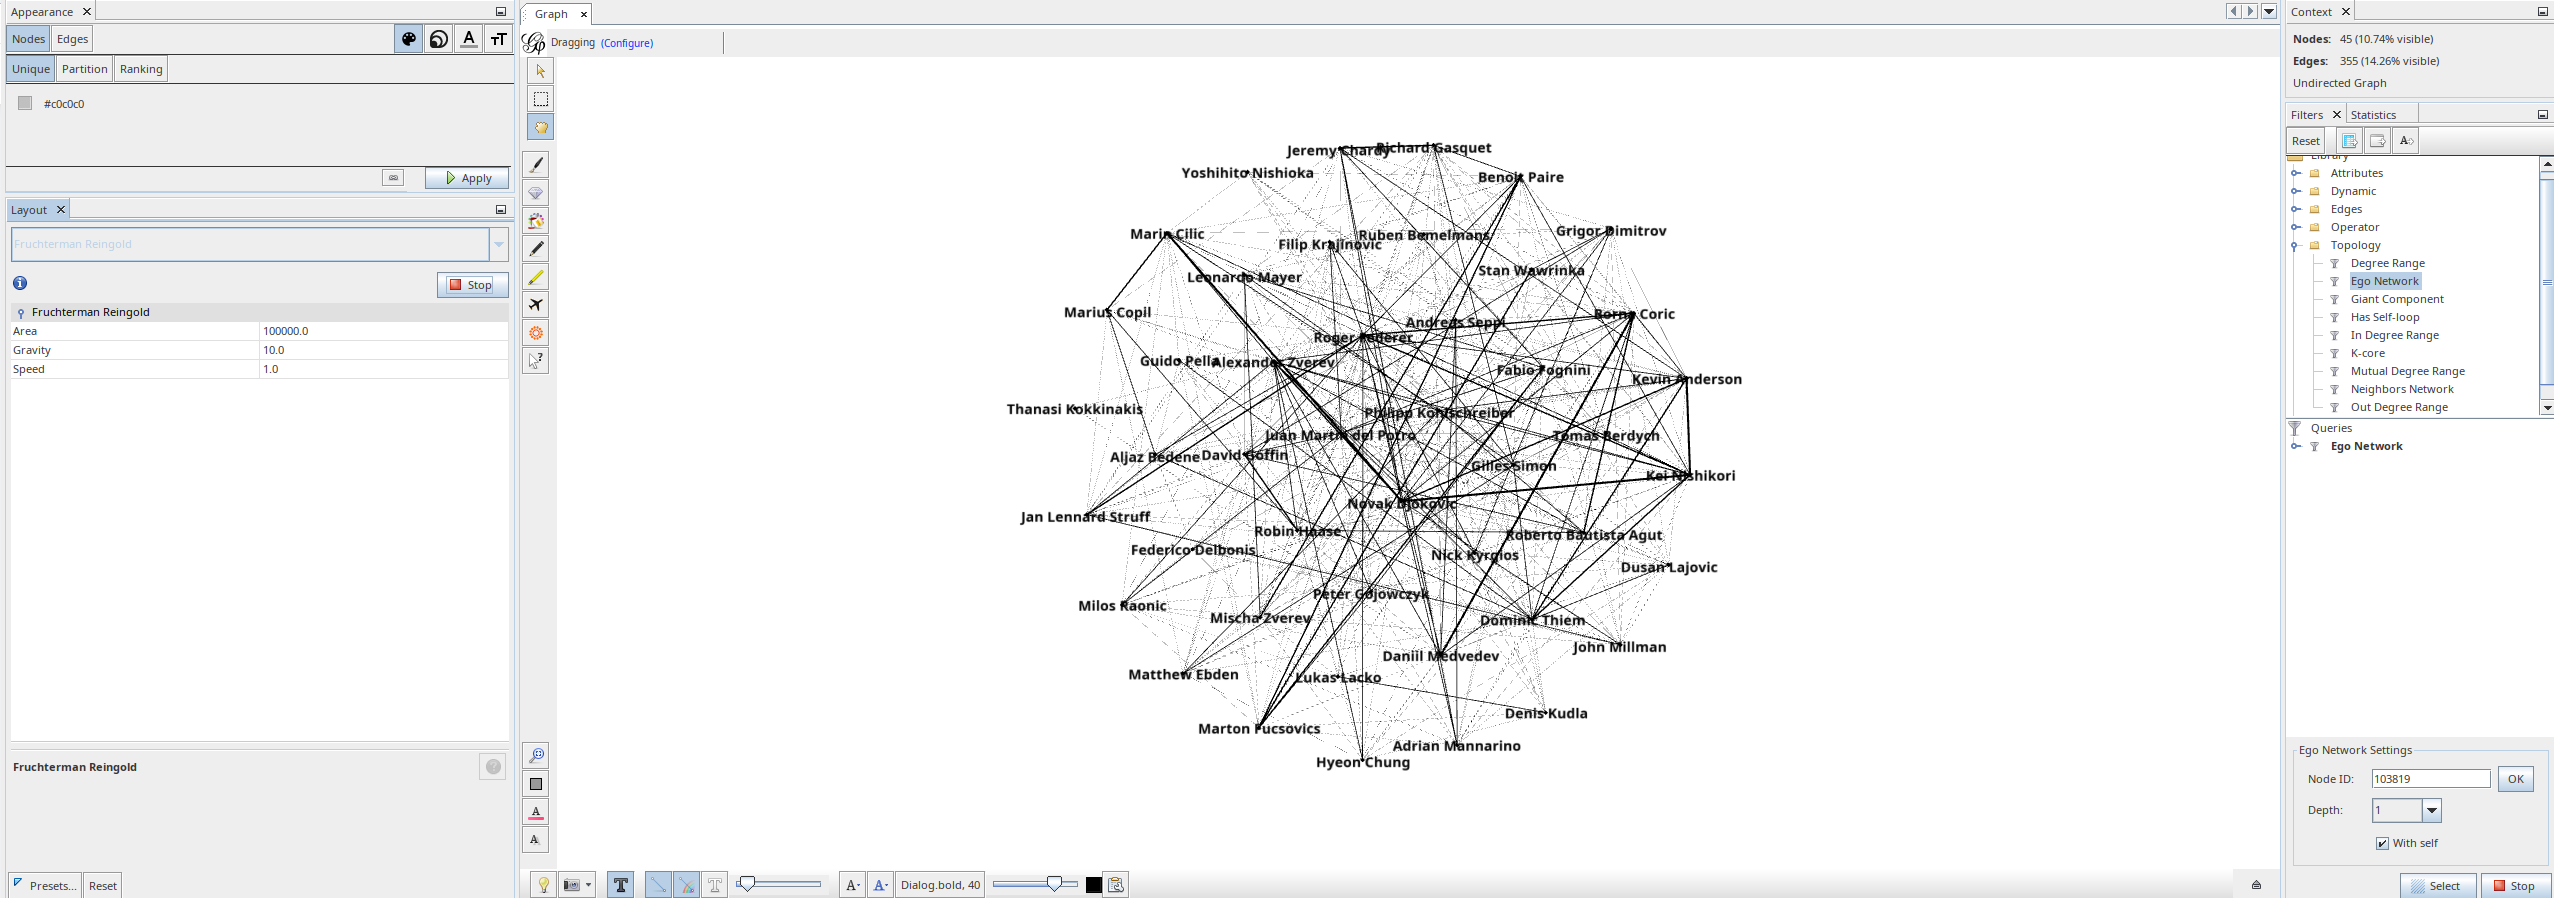 Appearance
Nodes
Edges
A
TT
Unique
Partition
Ranking
#c0c0c0
Apply
Layout
Fruchterman Reingold
Stop
Fruchterman Reingold
Area 100000.0
Gravity 10.0
Speed 1.0
Fruchterman Reingold
?
Presets...
Reset
Graph
Dragging (Configure)
Jeremy Chardy
Richard Gasquet
Yoshihito Nishioka
Benoit Paire
Marin Cilic
Filip Krajinovic
Ruben Bemelmans
Grigor Dimitrov
Leonardo Mayer
Stan Wawrinka
Marius Copil
Andreas Seppi
Borna Coric
Roger Federer
Guido Pella
Alexander Zverev
Fabio Fognini
Kevin Anderson
Thanasi Kokkinakis
Philipp Kohlschreiber
Juan Martin del Potro
Tomas Berdych
Aljaz Bedene
David Goffin
Gilles Simon
Kei Nishikori
Novak Djokovic
Jan Lennard Struff
Robin Haase
Roberto Bautista Agut
Federico Delbonis
Nick Kyrgios
Dusan Lajovic
Peter Gojowczyk
Milos Raonic
Mischa Zverev
Dominic Thiem
John Millman
Daniil Medvedev
Matthew Ebden
Lukas Lacko
Denis Kudla
Marton Fucsovics
Adrian Mannarino
Hyeon Chung
A
A
T
T
A-
A-
Dialog.bold, 40
Context
Nodes: 45 (10.74% visible)
Edges: 355 (14.26% visible)
Undirected Graph
Filters
Statistics
Reset
Library
Attributes
Dynamic
Edges
Operator
Topology
Degree Range
Ego Network
Giant Component
Has Self-loop
In Degree Range
K-core
Mutual Degree Range
Neighbors Network
Out Degree Range
Queries
Ego Network
Ego Network Settings
Node ID: 103819 OK
Depth: 1
With self
Select
Stop